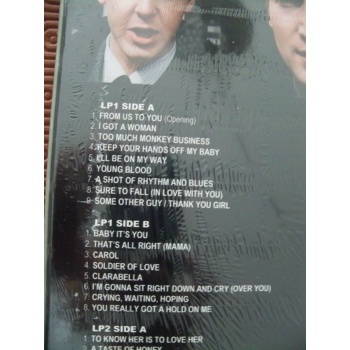 LP1 SIDE A
1. FROM US TO YOU (Opening)
2. I GOT A WOMAN
3. TOO MUCH MONKEY BUSINESS
4. KEEP YOUR HANDS OFF MY BABY
5. I'LL BE ON MY WAY
6. YOUNG BLOOD
7. A SHOT OF RHYTHM AND BLUES
8. SURE TO FALL (IN LOVE WITH YOU)
9. SOME OTHER GUY / THANK YOU GIRL
LP1 SIDE B
1. BABY IT'S YOU
2. THAT'S ALL RIGHT (MAMA)
3. CAROL
4. SOLDIER OF LOVE
5. CLARABELLA
6. I'M GONNA SIT RIGHT DOWN AND CRY (OVER YOU)
7. CRYING, WAITING, HOPING
8. YOU REALLY GOT A HOLD ON ME
LP2 SIDE A
1. TO KNOW HER IS TO LOVE HER
2. A TASTE OF HONEY